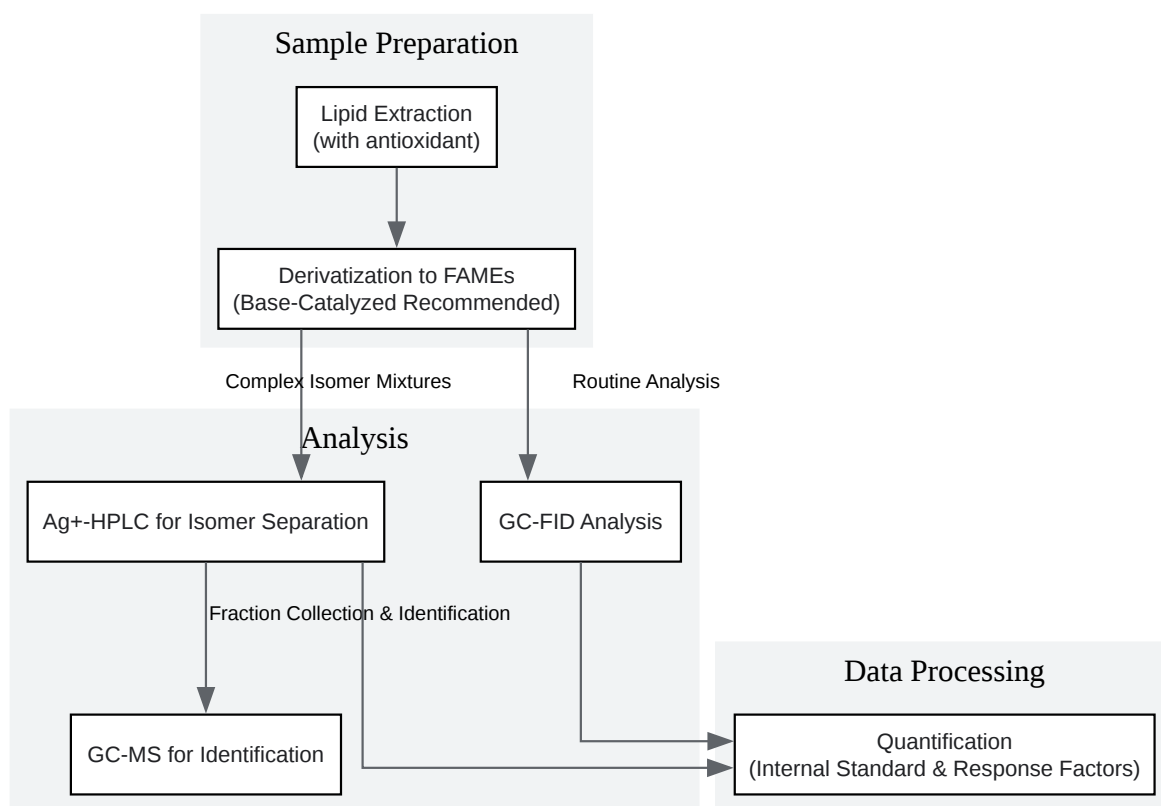 Sample Preparation
Lipid Extraction
(with antioxidant)
Derivatization to FAMEs
(Base-Catalyzed Recommended)
Complex Isomer Mixtures
Routine Analysis
Analysis
Ag+-HPLC for Isomer Separation
GC-FID Analysis
Fraction Collection & Identification
Data Processing
GC-MS for Identification
Quantification
(Internal Standard & Response Factors)